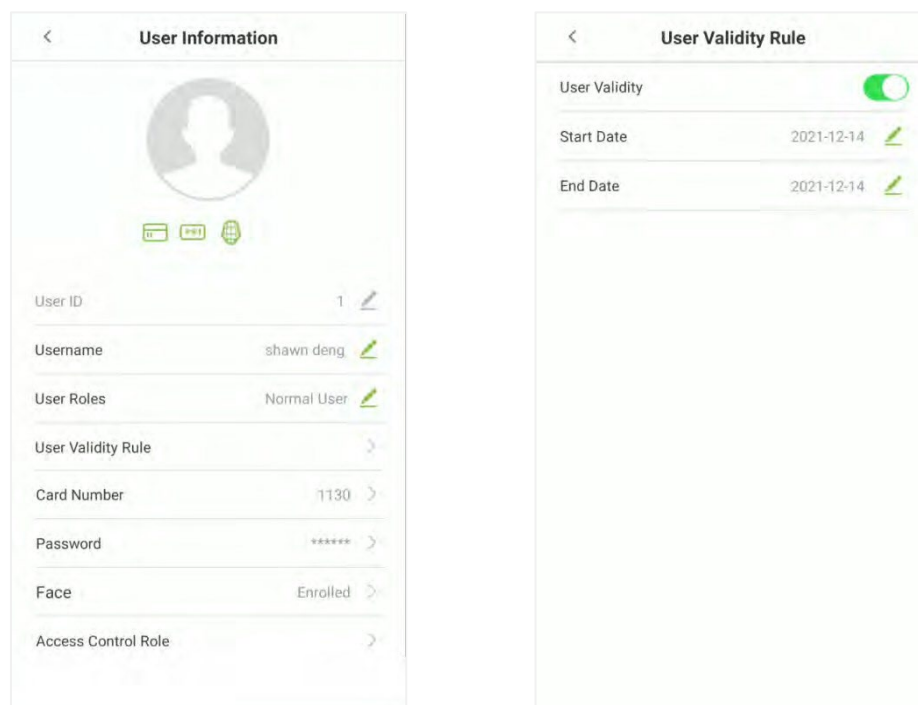 User Information
User ID 1
Username shawn deng
User Roles Normal User
User Validity Rule
Card Number 1130
Password ******
Face Enrolled
Access Control Role
User Validity Rule
User Validity
Start Date 2021-12-14
End Date 2021-12-14